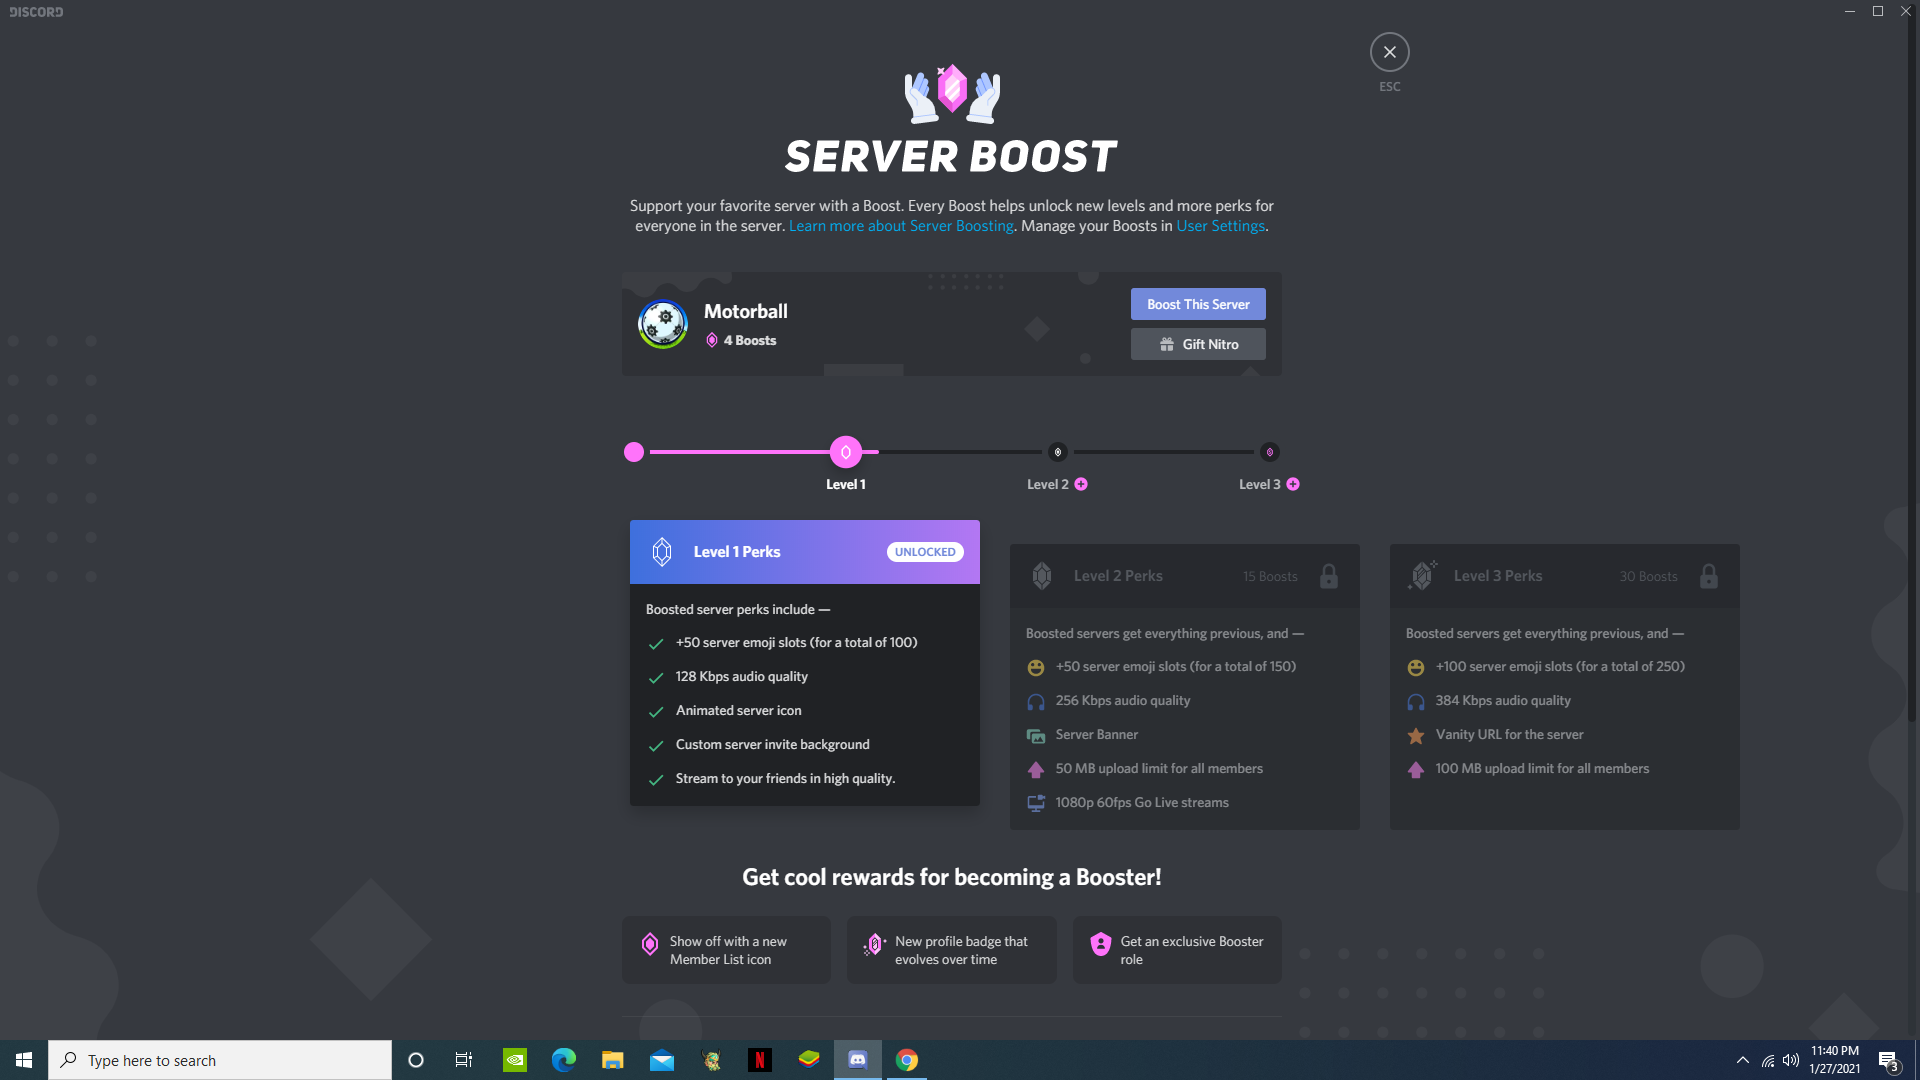 DISCORD
ESC
SERVER BOOST
Support your favorite server with a Boost. Every Boost helps unlock new levels and more perks for
everyone in the server. Learn more about Server Boosting. Manage your Boosts in User Settings.
Motorball
4 Boosts
Boost This Server
Gift Nitro
Level 1
Level 2
Level 3
Level 1 Perks
UNLOCKED
Boosted server perks include —
+50 server emoji slots (for a total of 100)
128 Kbps audio quality
Animated server icon
Custom server invite background
Stream to your friends in high quality.
Level 2 Perks
15 Boosts
Boosted servers get everything previous, and —
+50 server emoji slots (for a total of 150)
256 Kbps audio quality
Server Banner
50 MB upload limit for all members
1080p 60fps Go Live streams
Level 3 Perks
30 Boosts
Boosted servers get everything previous, and —
+100 server emoji slots (for a total of 250)
384 Kbps audio quality
Vanity URL for the server
100 MB upload limit for all members
Get cool rewards for becoming a Booster!
Show off with a new
Member List icon
New profile badge that
evolves over time
Get an exclusive Booster
role
Type here to search
N
11:40 PM
1/27/2021
3